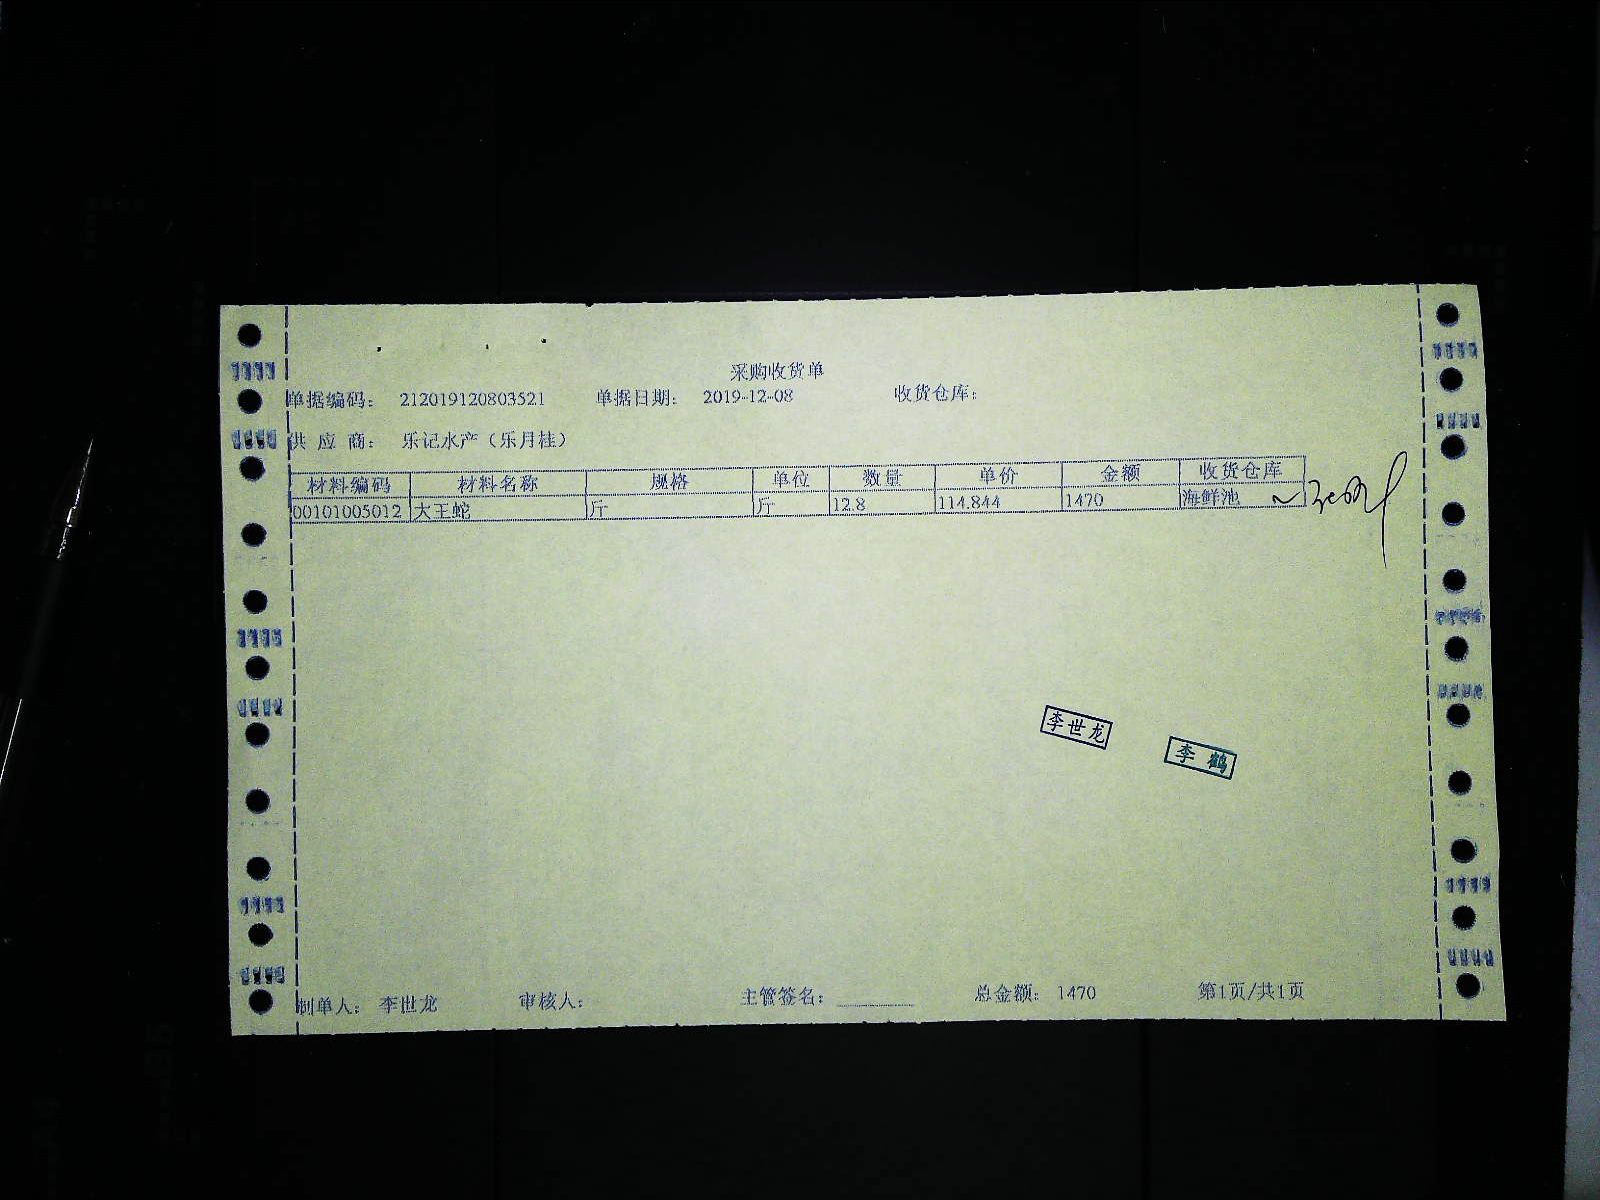 采购收货单
单据编码: 212019120803521 单据日期: 2019-12-08 收货仓库:
供 应 商: 乐记水产（乐月桂）
材料编码 材料名称 规格 单位 数量 单价 金额 收货仓库
00101005012 大王蛇 斤 斤 12.8 114.844 1470 海鲜池
李世龙
李鹤
制单人: 李世龙 审核人: 主管签名: 总金额: 1470 第1页/共1页